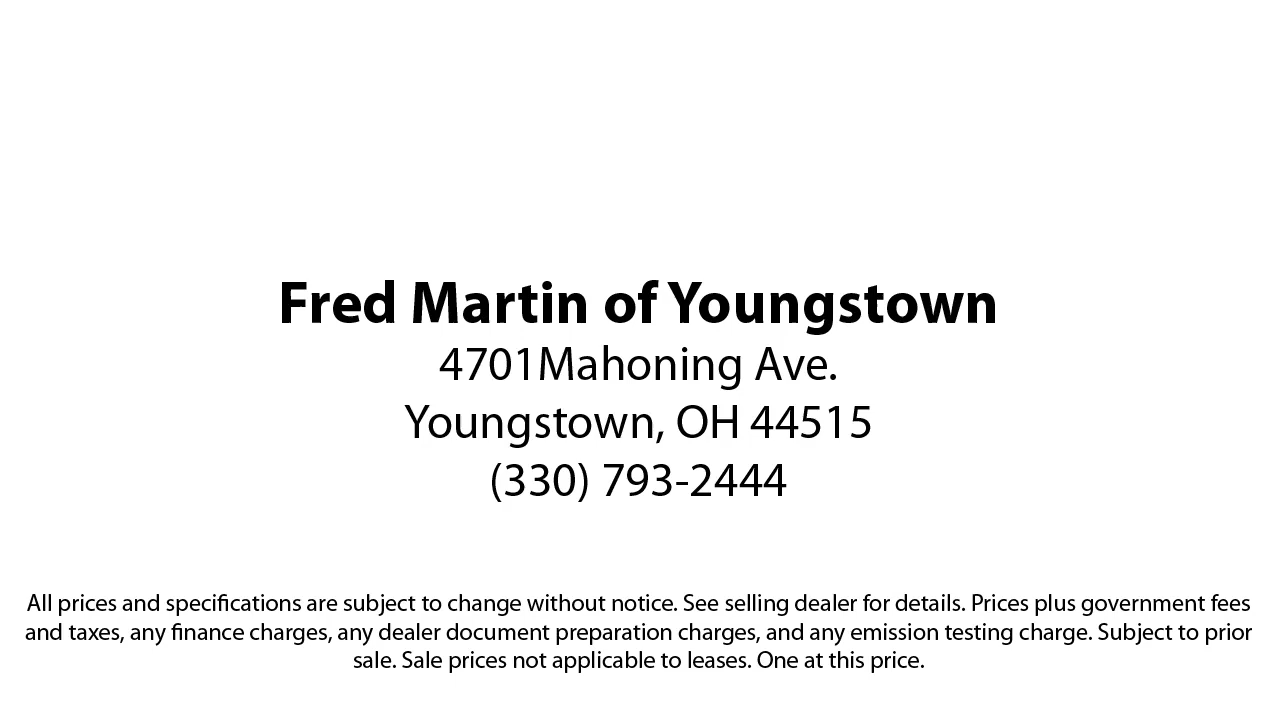 Fred Martin of Youngstown
4701Mahoning Ave.
Youngstown, OH 44515
(330) 793-2444
All prices and specifications are subject to change without notice. See selling dealer for details. Prices plus government fees
and taxes, any finance charges, any dealer document preparation charges, and any emission testing charge. Subject to prior
sale. Sale prices not applicable to leases. One at this price.